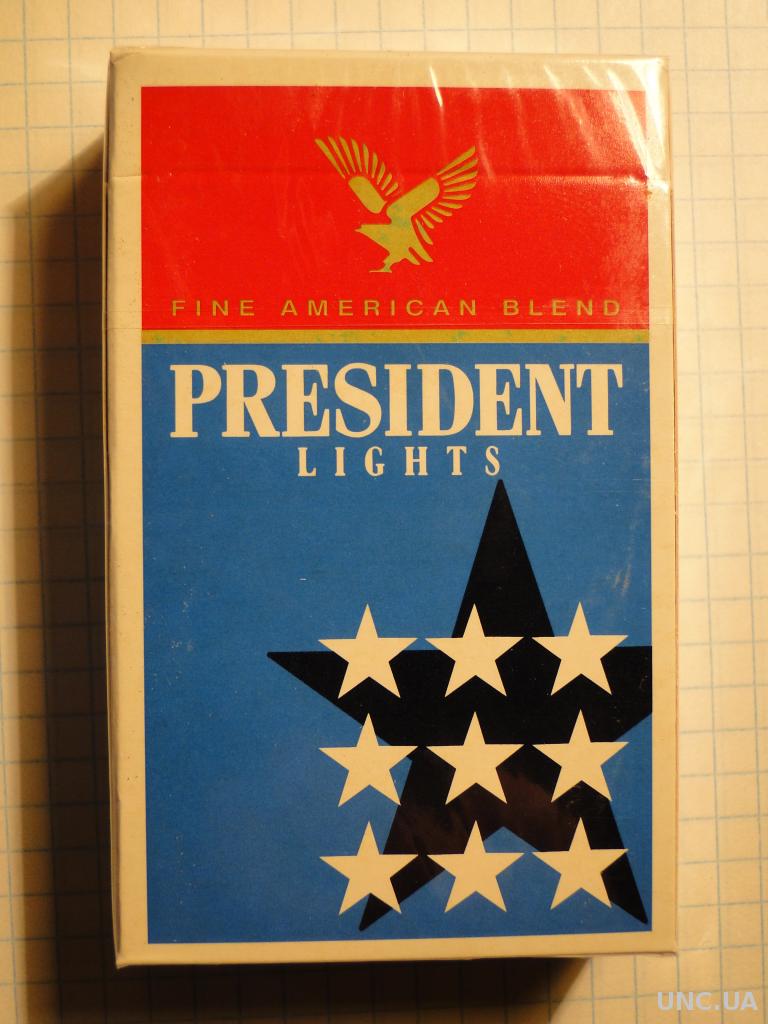 FINE AMERICAN BLEND
PRESIDENT
LIGHTS
UNC.UA